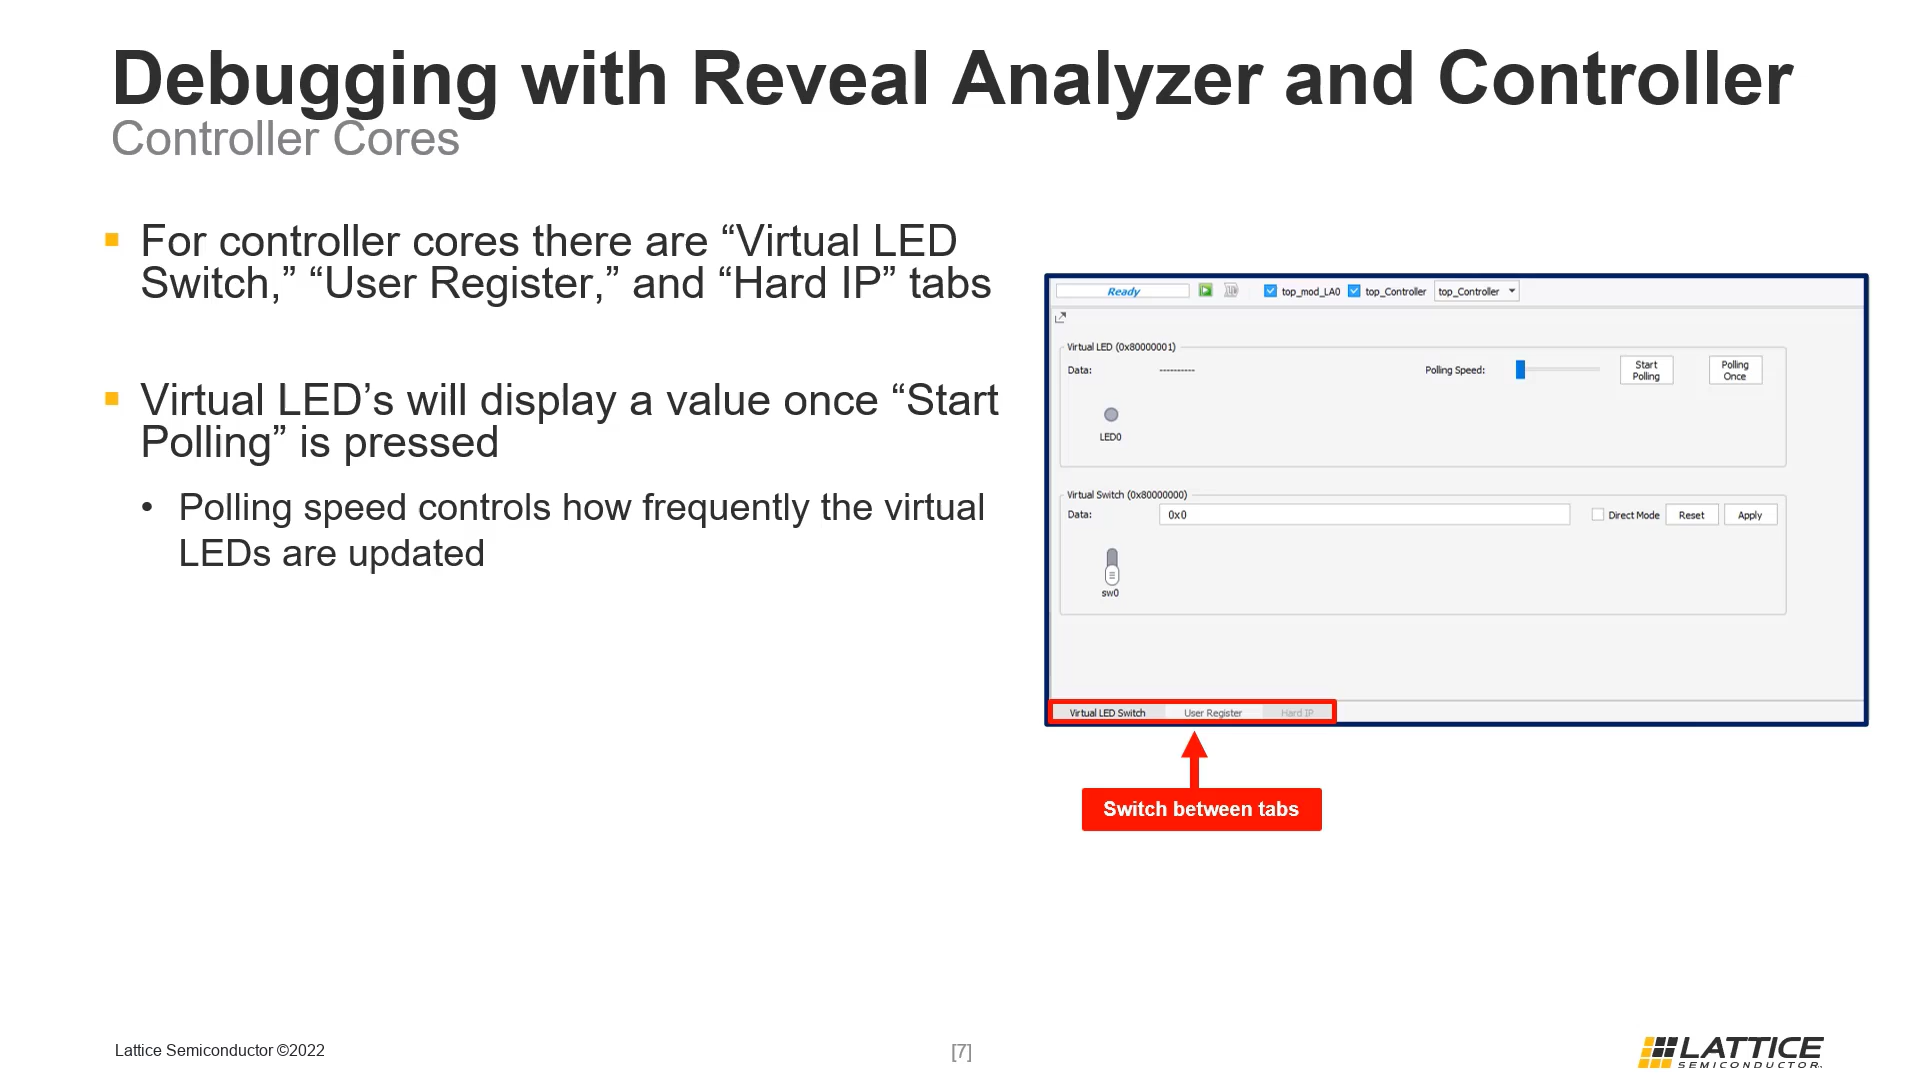 Debugging with Reveal Analyzer and Controller
Controller Cores
For controller cores there are “Virtual LED
Switch,” “User Register,” and “Hard IP” tabs
Virtual LED’s will display a value once “Start
Polling” is pressed
• Polling speed controls how frequently the virtual
LEDs are updated
Ready top_mod_LA0 top_Controller top_Controller
Virtual LED (0x80000001)
Data: ---------- Polling Speed: Start Polling Polling Once
LED0
Virtual Switch (0x80000000)
Data: 0x0 Direct Mode Reset Apply
sw0
Virtual LED Switch User Register Hard IP
Switch between tabs
Lattice Semiconductor ©2022 [7] LATTICE
SEMICONDUCTOR